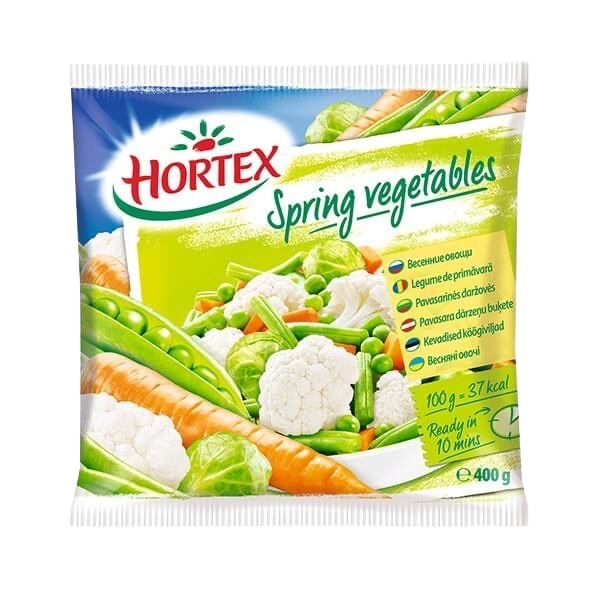 HORTEX
Spring vegetables
Весенние овощи
Legume de primăvară
Pavasarinės daržovės
Pavasara dārzeņu buķete
Kevadised köögiviljad
Весняні овочі
100 g = 37 kcal
Ready in
10 mins
℮ 400 g